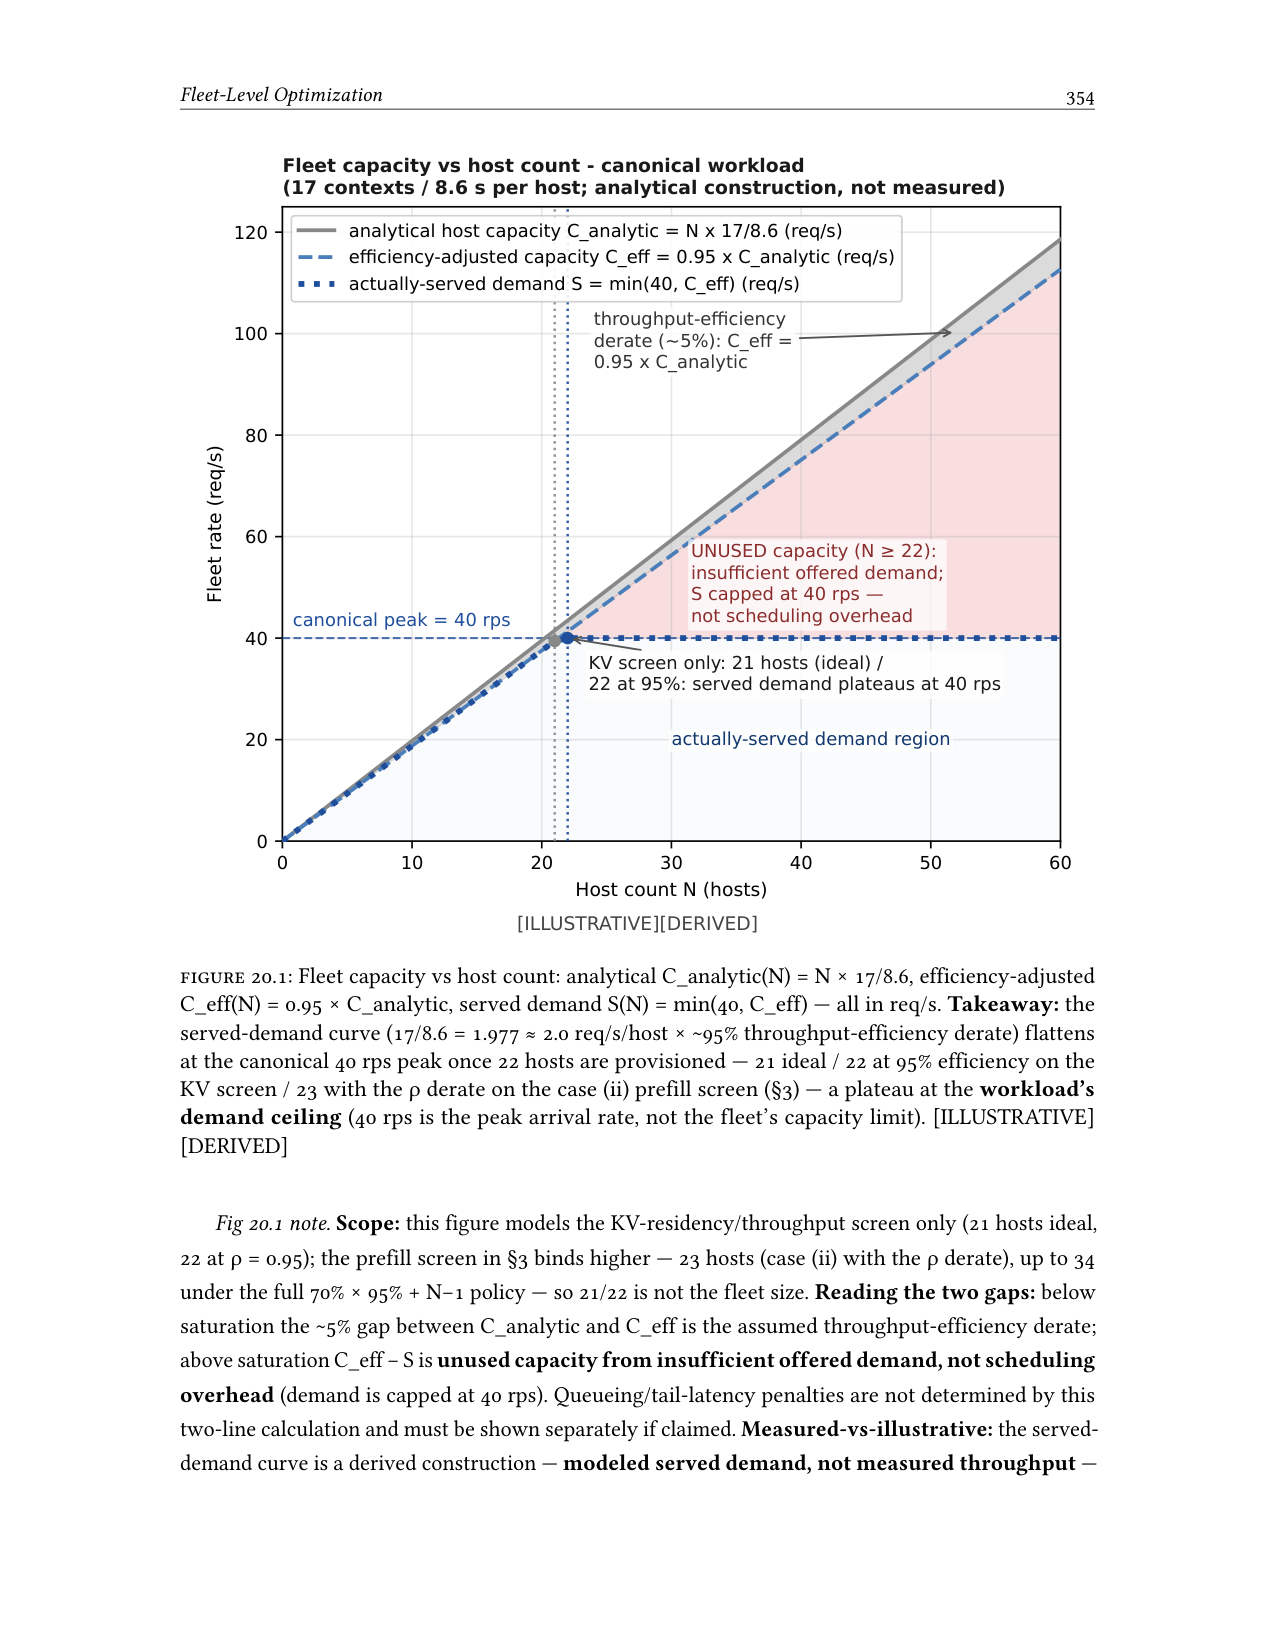 Fleet-Level Optimization 354
Fleet capacity vs host count - canonical workload
(17 contexts / 8.6 s per host; analytical construction, not measured)
analytical host capacity C_analytic = N x 17/8.6 (req/s)
efficiency-adjusted capacity C_eff = 0.95 x C_analytic (req/s)
actually-served demand S = min(40, C_eff) (req/s)
throughput-efficiency
derate (~5%): C_eff =
0.95 x C_analytic
UNUSED capacity (N ≥ 22):
insufficient offered demand;
S capped at 40 rps —
not scheduling overhead
canonical peak = 40 rps
KV screen only: 21 hosts (ideal) /
22 at 95%: served demand plateaus at 40 rps
actually-served demand region
120
100
80
60
40
20
0
Fleet rate (req/s)
0 10 20 30 40 50 60
Host count N (hosts)
[ILLUSTRATIVE][DERIVED]
FIGURE 20.1: Fleet capacity vs host count: analytical C_analytic(N) = N × 17/8.6, efficiency-adjusted
C_eff(N) = 0.95 × C_analytic, served demand S(N) = min(40, C_eff) — all in req/s. Takeaway: the
served-demand curve (17/8.6 = 1.977 ≈ 2.0 req/s/host × ~95% throughput-efficiency derate) flattens
at the canonical 40 rps peak once 22 hosts are provisioned — 21 ideal / 22 at 95% efficiency on the
KV screen / 23 with the ρ derate on the case (ii) prefill screen (§3) — a plateau at the workload's
demand ceiling (40 rps is the peak arrival rate, not the fleet's capacity limit). [ILLUSTRATIVE]
[DERIVED]
Fig 20.1 note. Scope: this figure models the KV-residency/throughput screen only (21 hosts ideal,
22 at ρ = 0.95); the prefill screen in §3 binds higher — 23 hosts (case (ii) with the ρ derate), up to 34
under the full 70% × 95% + N−1 policy — so 21/22 is not the fleet size. Reading the two gaps: below
saturation the ~5% gap between C_analytic and C_eff is the assumed throughput-efficiency derate;
above saturation C_eff – S is unused capacity from insufficient offered demand, not scheduling
overhead (demand is capped at 40 rps). Queueing/tail-latency penalties are not determined by this
two-line calculation and must be shown separately if claimed. Measured-vs-illustrative: the served-
demand curve is a derived construction — modeled served demand, not measured throughput —